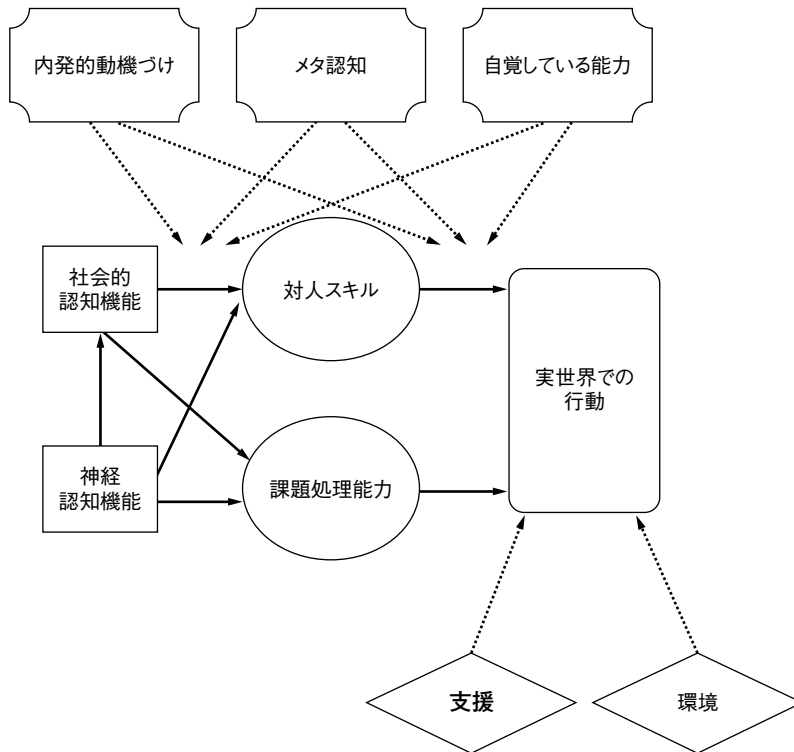 内発的動機づけ
メタ認知
自覚している能力
社会的
認知機能
対人スキル
実世界での
行動
神経
認知機能
課題処理能力
支援
環境